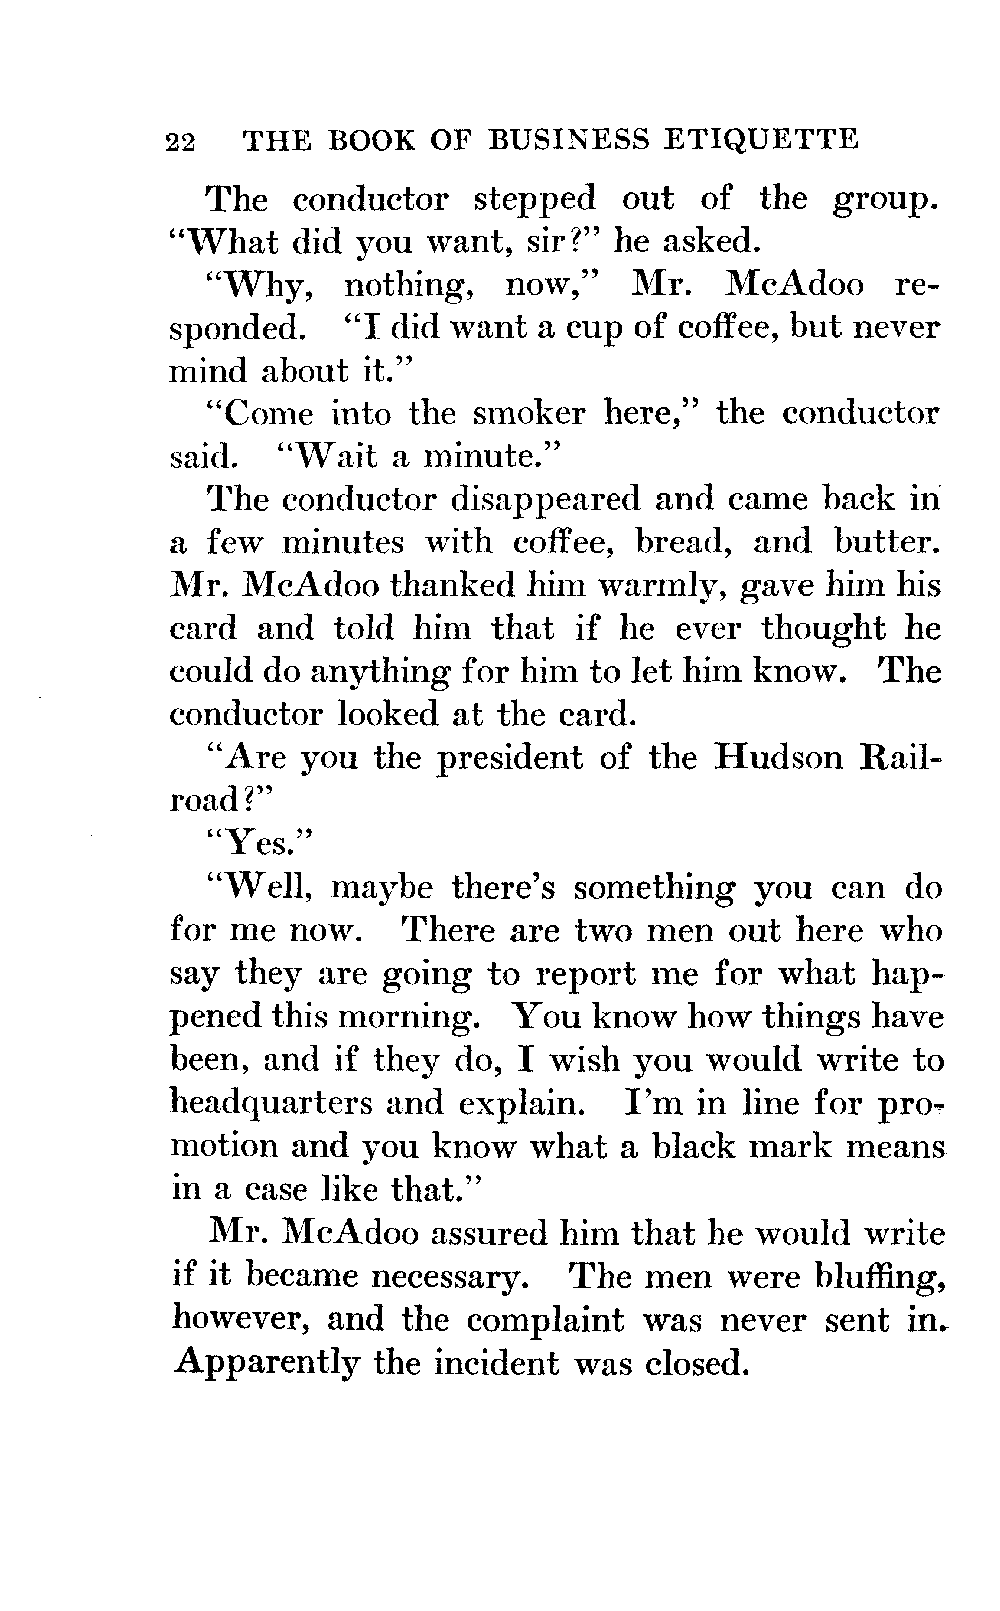 22 THE BOOK OF BUSINESS ETIQUETTE
The conductor stepped out of the group.
“What did you want, sir?” he asked.
“Why, nothing, now,” Mr. McAdoo re-
sponded. “I did want a cup of coffee, but never
mind about it.”
“Come into the smoker here,” the conductor
said. “Wait a minute.”
The conductor disappeared and came back in
a few minutes with coffee, bread, and butter.
Mr. McAdoo thanked him warmly, gave him his
card and told him that if he ever thought he
could do anything for him to let him know. The
conductor looked at the card.
“Are you the president of the Hudson Rail-
road?”
“Yes.”
“Well, maybe there’s something you can do
for me now. There are two men out here who
say they are going to report me for what hap-
pened this morning. You know how things have
been, and if they do, I wish you would write to
headquarters and explain. I’m in line for pro-
motion and you know what a black mark means
in a case like that.”
Mr. McAdoo assured him that he would write
if it became necessary. The men were bluffing,
however, and the complaint was never sent in.
Apparently the incident was closed.